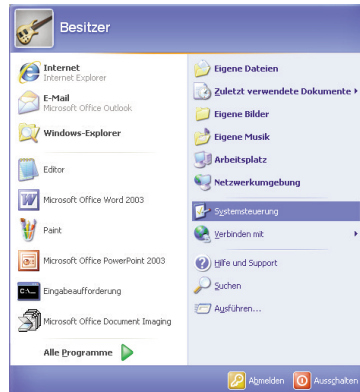 Besitzer
Internet
Internet Explorer
E-Mail
Microsoft Office Outlook
Windows-Explorer
Editor
Microsoft Office Word 2003
Paint
Microsoft Office PowerPoint 2003
Eingabeaufforderung
Microsoft Office Document Imaging
Alle Programme
Eigene Dateien
Zuletzt verwendete Dokumente
Eigene Bilder
Eigene Musik
Arbeitsplatz
Netzwerkumgebung
Systemsteuerung
Verbinden mit
Hilfe und Support
Suchen
Ausführen...
Abmelden
Ausschalten